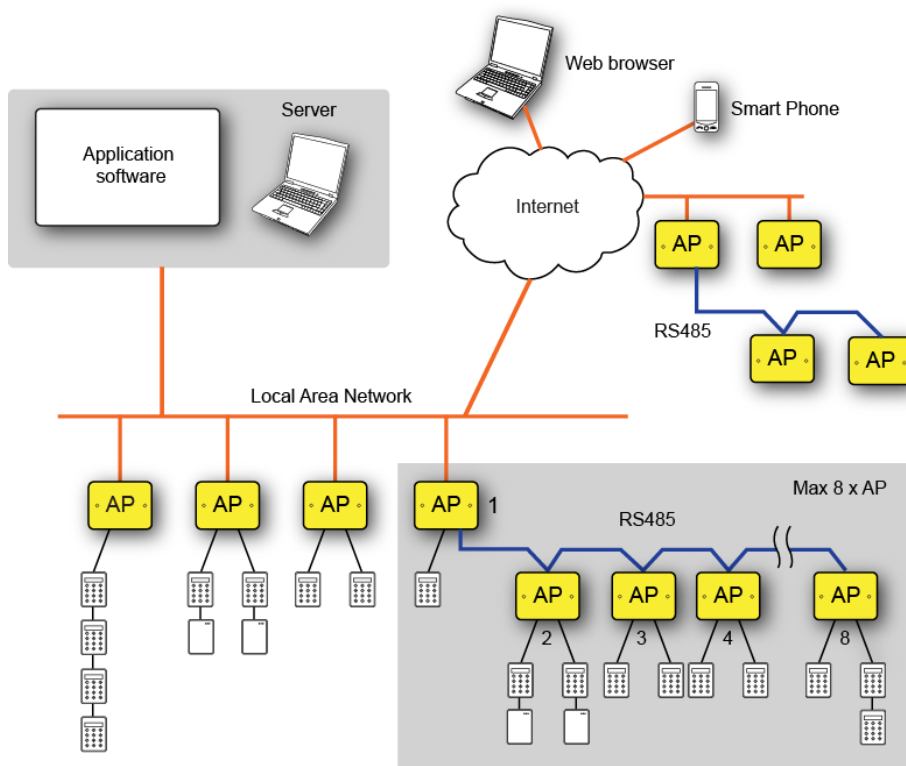 Web browser
Smart Phone
Server
Application
software
Internet
AP
AP
RS485
AP
AP
Local Area Network
AP
AP
AP
AP
1
Max 8 x AP
RS485
AP
AP
AP
AP
2
3
4
8